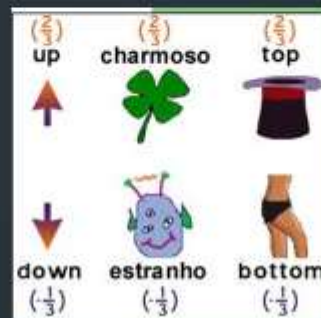 (2/3) (2/3) (2/3)
up charmoso top
down estranho bottom
(-1/3) (-1/3) (-1/3)